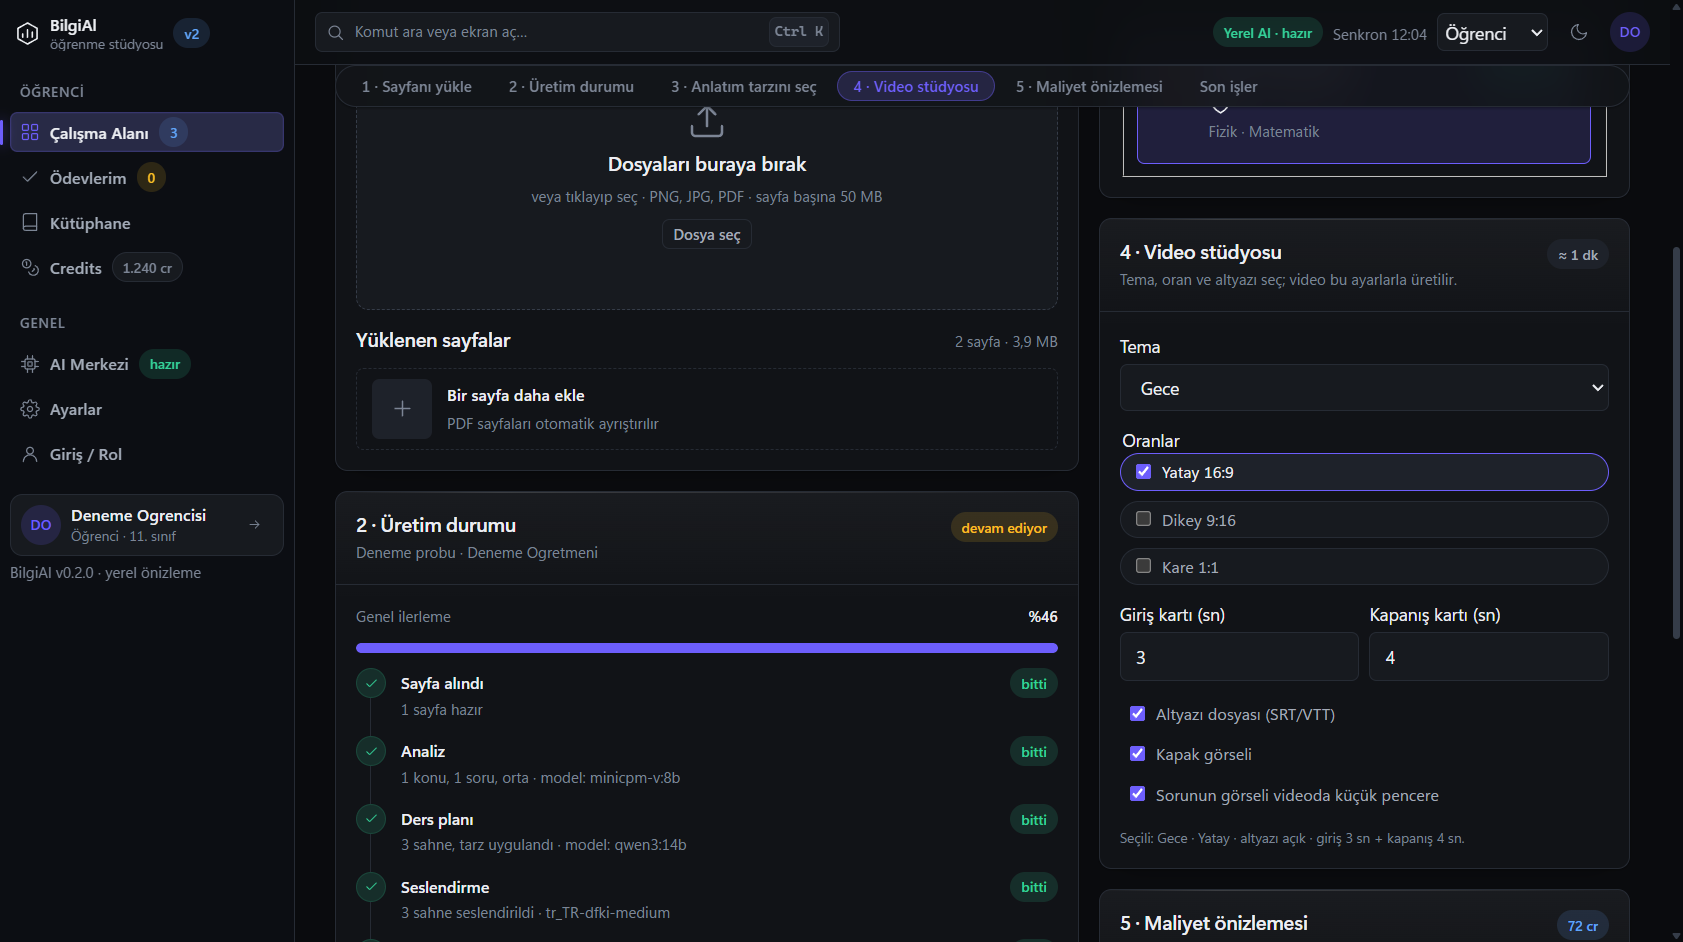 BilgiAI
öğrenme stüdyosu
v2
Komut ara veya ekran aç...
Ctrl K
Yerel AI · hazır
Senkron 12:04
Öğrenci
DO
ÖĞRENCİ
Çalışma Alanı
3
Ödevlerim
0
Kütüphane
Credits
1.240 cr
GENEL
AI Merkezi
hazır
Ayarlar
Giriş / Rol
DO
Deneme Ogrencisi
Öğrenci · 11. sınıf
BilgiAI v0.2.0 · yerel önizleme
1 · Sayfanı yükle
2 · Üretim durumu
3 · Anlatım tarzını seç
4 · Video stüdyosu
5 · Maliyet önizlemesi
Son işler
Dosyaları buraya bırak
veya tıklayıp seç · PNG, JPG, PDF · sayfa başına 50 MB
Dosya seç
Yüklenen sayfalar
2 sayfa · 3,9 MB
Bir sayfa daha ekle
PDF sayfaları otomatik ayrıştırılır
2 · Üretim durumu
devam ediyor
Deneme probu · Deneme Ogretmeni
Genel ilerleme
%46
Sayfa alındı
bitti
1 sayfa hazır
Analiz
bitti
1 konu, 1 soru, orta · model: minicpm-v:8b
Ders planı
bitti
3 sahne, tarz uygulandı · model: qwen3:14b
Seslendirme
bitti
3 sahne seslendirildi · tr_TR-dfki-medium
Fizik · Matematik
4 · Video stüdyosu
≈ 1 dk
Tema, oran ve altyazı seç; video bu ayarlarla üretilir.
Tema
Gece
Oranlar
Yatay 16:9
Dikey 9:16
Kare 1:1
Giriş kartı (sn)
Kapanış kartı (sn)
3
4
Altyazı dosyası (SRT/VTT)
Kapak görseli
Sorunun görseli videoda küçük pencere
Seçili: Gece · Yatay · altyazı açık · giriş 3 sn + kapanış 4 sn.
5 · Maliyet önizlemesi
72 cr